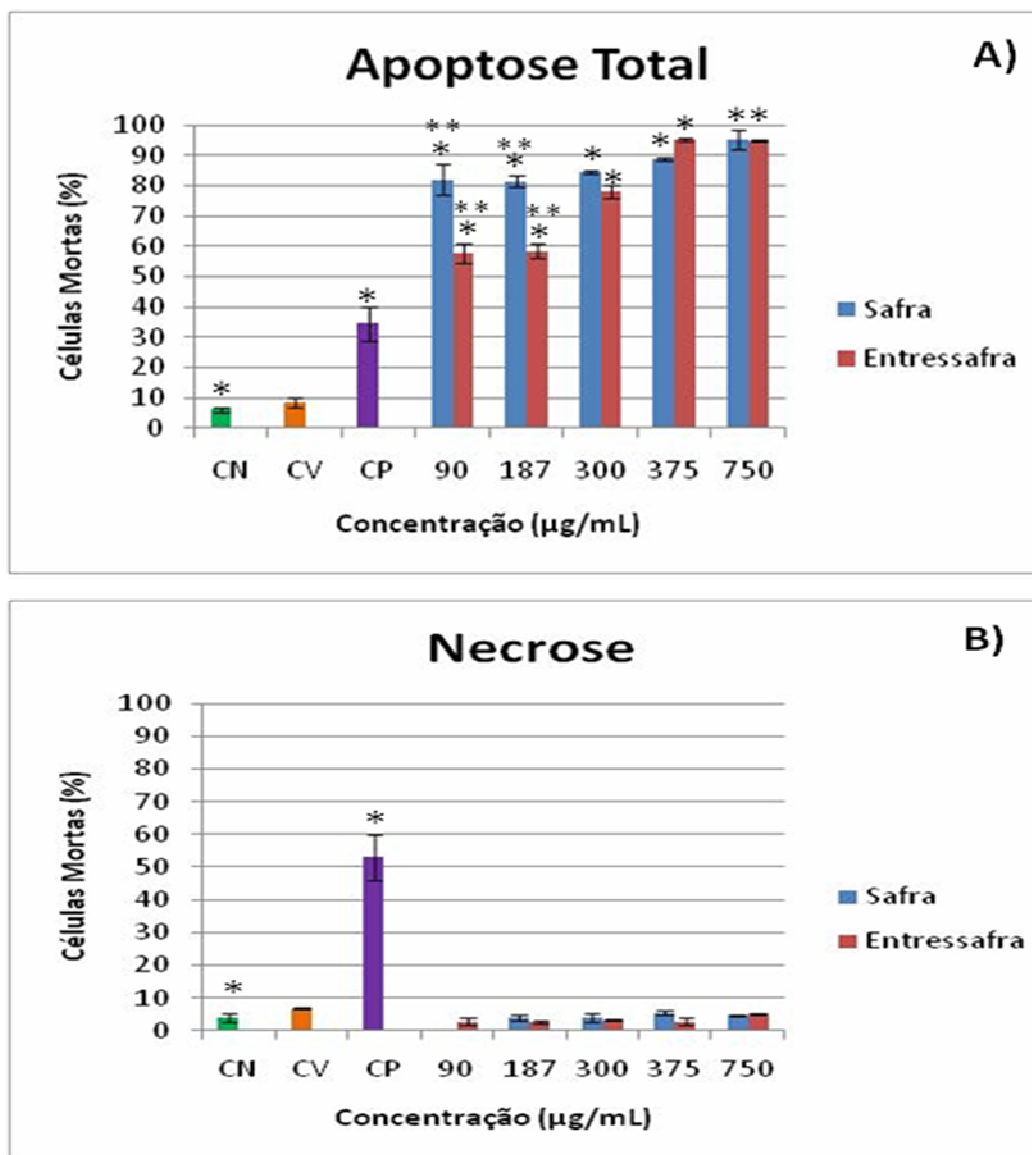 Apoptose Total
A)
Células Mortas (%)
100
90
80
70
60
50
40
30
20
10
0
* * * ** * ** * ** * ** * * * * * * *
CN CV CP 90 187 300 375 750
Concentração (µg/mL)
Safra
Entressafra
Necrose
B)
Células Mortas (%)
100
90
80
70
60
50
40
30
20
10
0
* *
CN CV CP 90 187 300 375 750
Concentração (µg/mL)
Safra
Entressafra